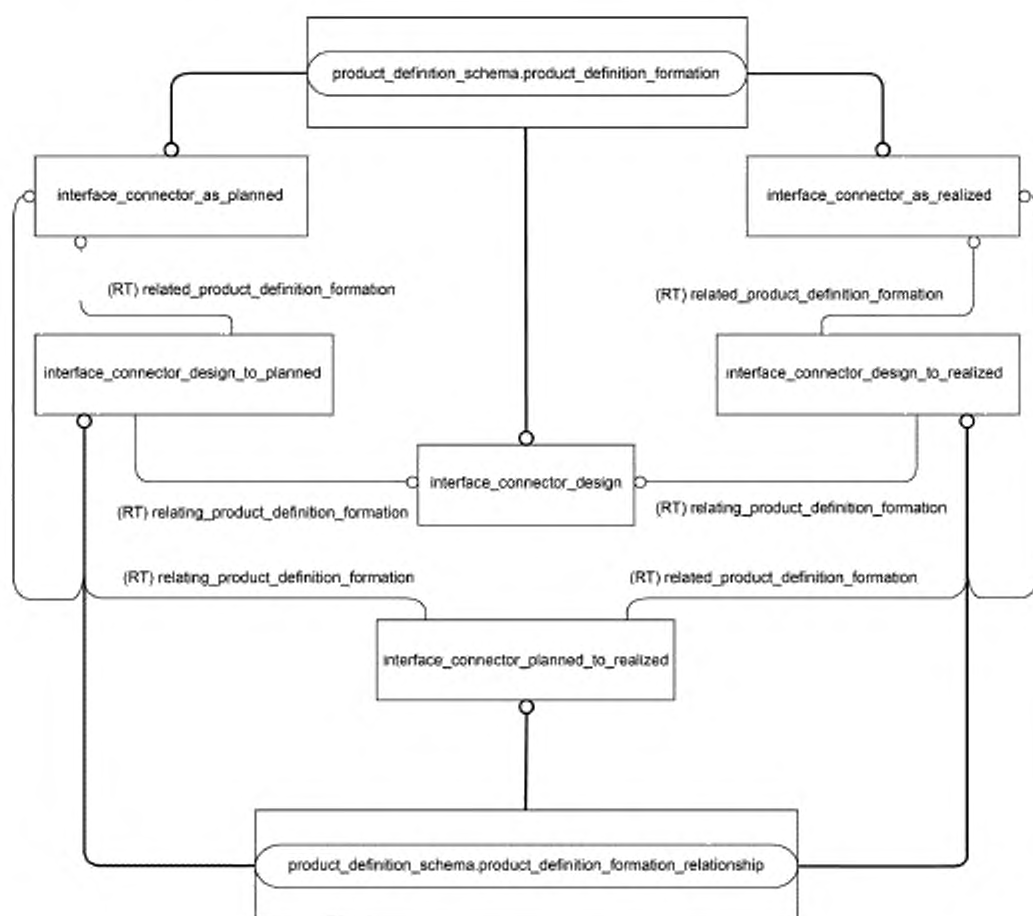 product_definition_schema.product_definition_formation
interface_connector_as_planned
interface_connector_as_realized
(RT) related_product_definition_formation
(RT) related_product_definition_formation
interface_connector_design_to_planned
interface_connector_design_to_realized
interface_connector_design
(RT) relating_product_definition_formation
(RT) relating_product_definition_formation
(RT) relating_product_definition_formation
(RT) related_product_definition_formation
interface_connector_planned_to_realized
product_definition_schema.product_definition_formation_relationship